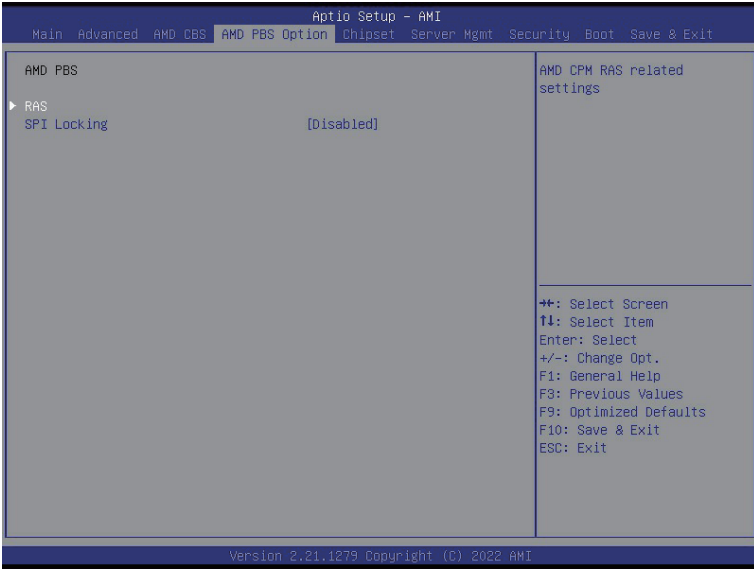 Aptio Setup - AMI
Main Advanced AMD CBS AMD PBS Option Chipset Server Mgmt Security Boot Save & Exit
AMD PBS
RAS
SPI Locking [Disabled]
AMD CPM RAS related
settings
→←: Select Screen
↑↓: Select Item
Enter: Select
+/-: Change Opt.
F1: General Help
F3: Previous Values
F9: Optimized Defaults
F10: Save & Exit
ESC: Exit
Version 2.21.1279 Copyright (C) 2022 AMI